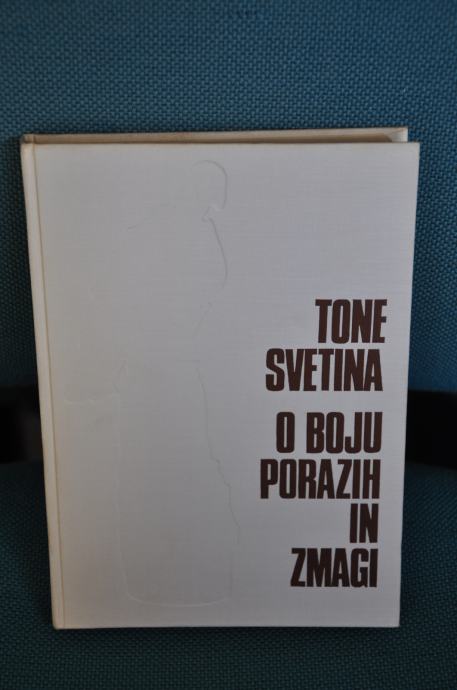 TONE
SVETINA
O BOJU
PORAZIH
IN
ZMAGI